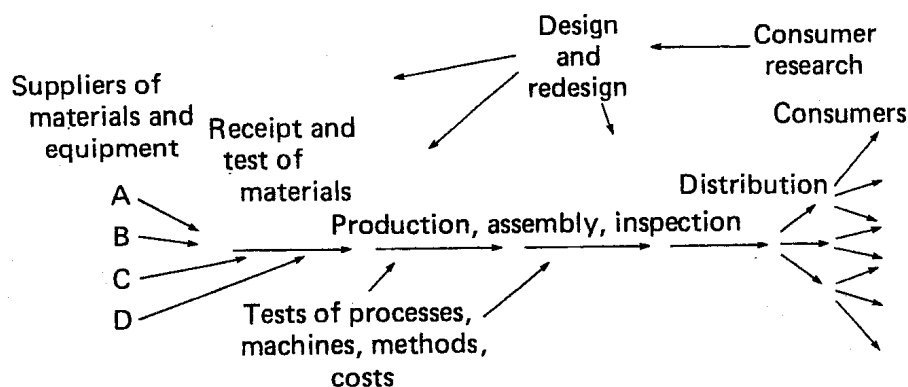 Design
and
redesign
Consumer
research
Suppliers of
materials and
equipment
Receipt and
test of
materials
Consumers
A
B
C
D
Distribution
Production, assembly, inspection
Tests of processes,
machines, methods,
costs